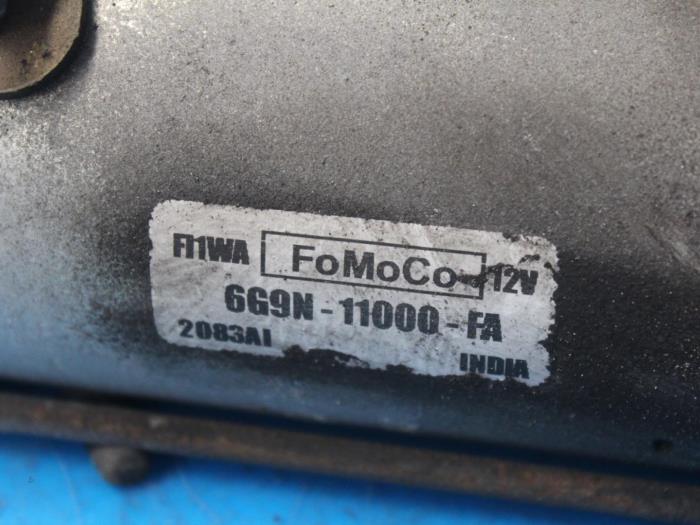 FI1WA FoMoCo 12V
6G9N - 11000 - FA
2083AI
INDIA